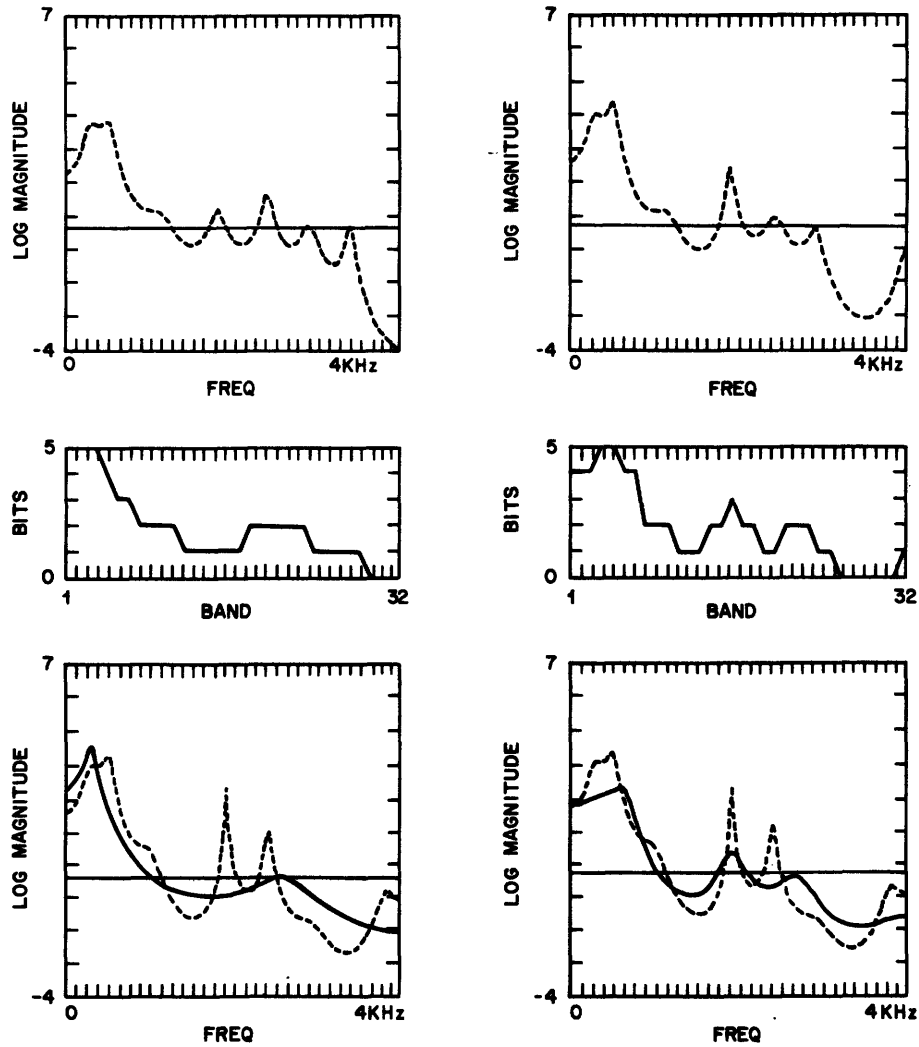 7
LOG MAGNITUDE
-4
0
4KHz
FREQ
7
LOG MAGNITUDE
-4
0
4KHz
FREQ
5
BITS
0
1
32
BAND
5
BITS
0
1
32
BAND
7
LOG MAGNITUDE
-4
0
4KHz
FREQ
7
LOG MAGNITUDE
-4
0
4KHz
FREQ